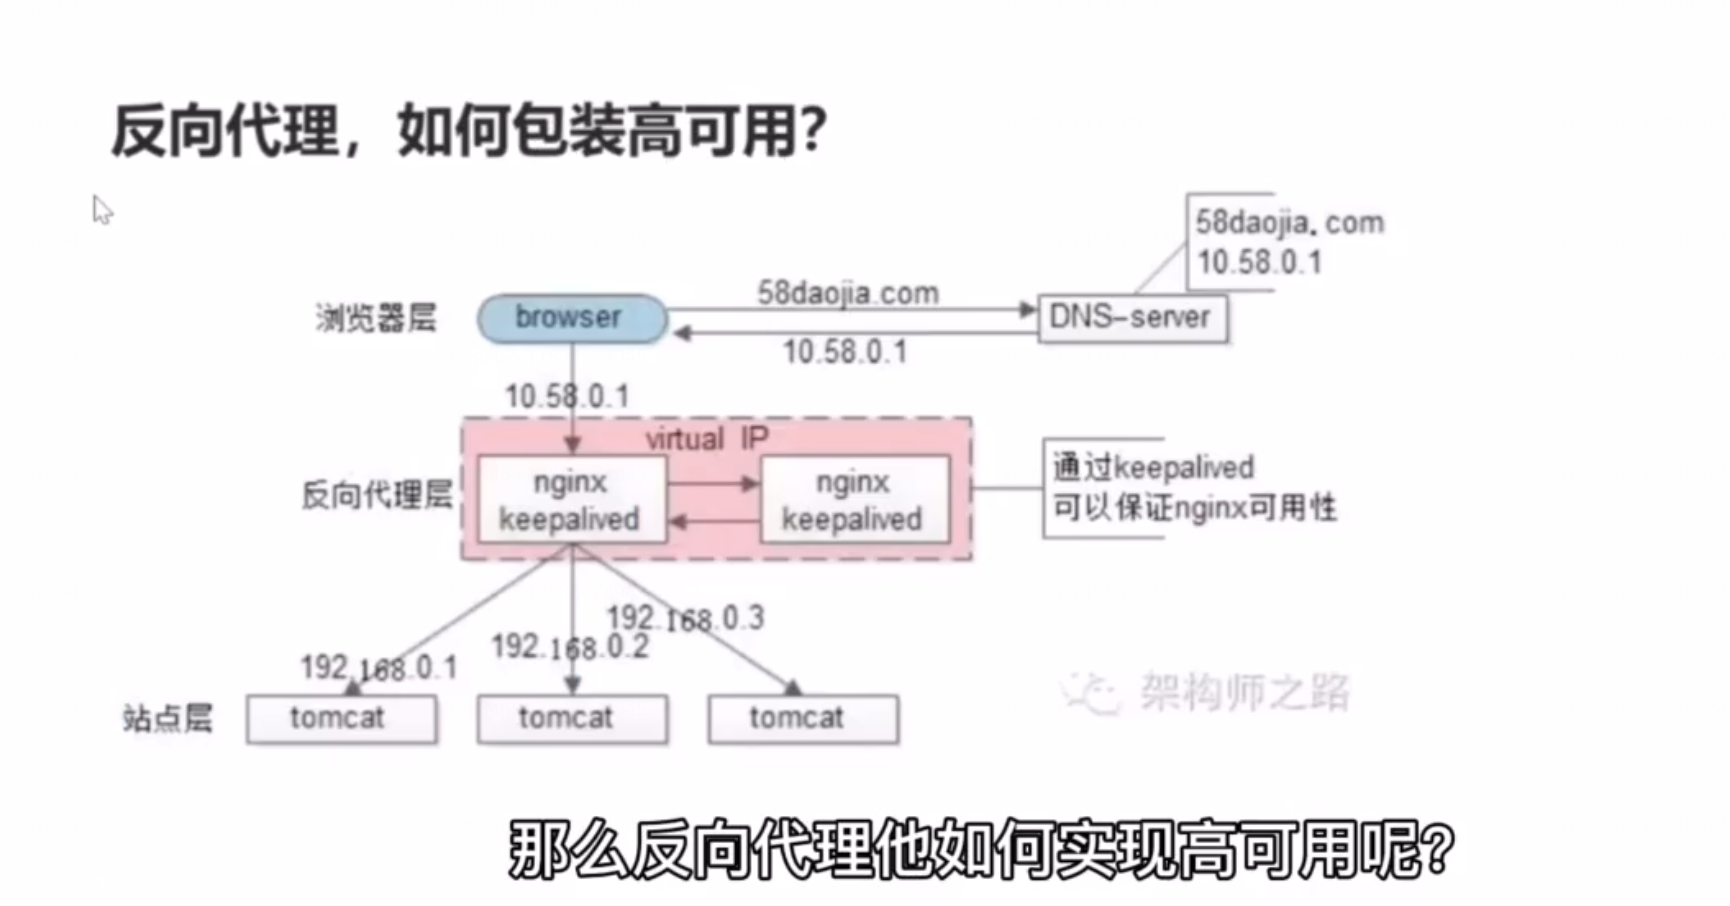 反向代理，如何包装高可用？
58daojia.com
10.58.0.1
浏览器层
browser
58daojia.com
10.58.0.1
DNS-server
10.58.0.1
virtual IP
反向代理层
nginx
keepalived
nginx
keepalived
通过keepalived
可以保证nginx可用性
192.168.0.1
192.168.0.2
192.168.0.3
站点层
tomcat
tomcat
tomcat
架构师之路
那么反向代理他如何实现高可用呢？